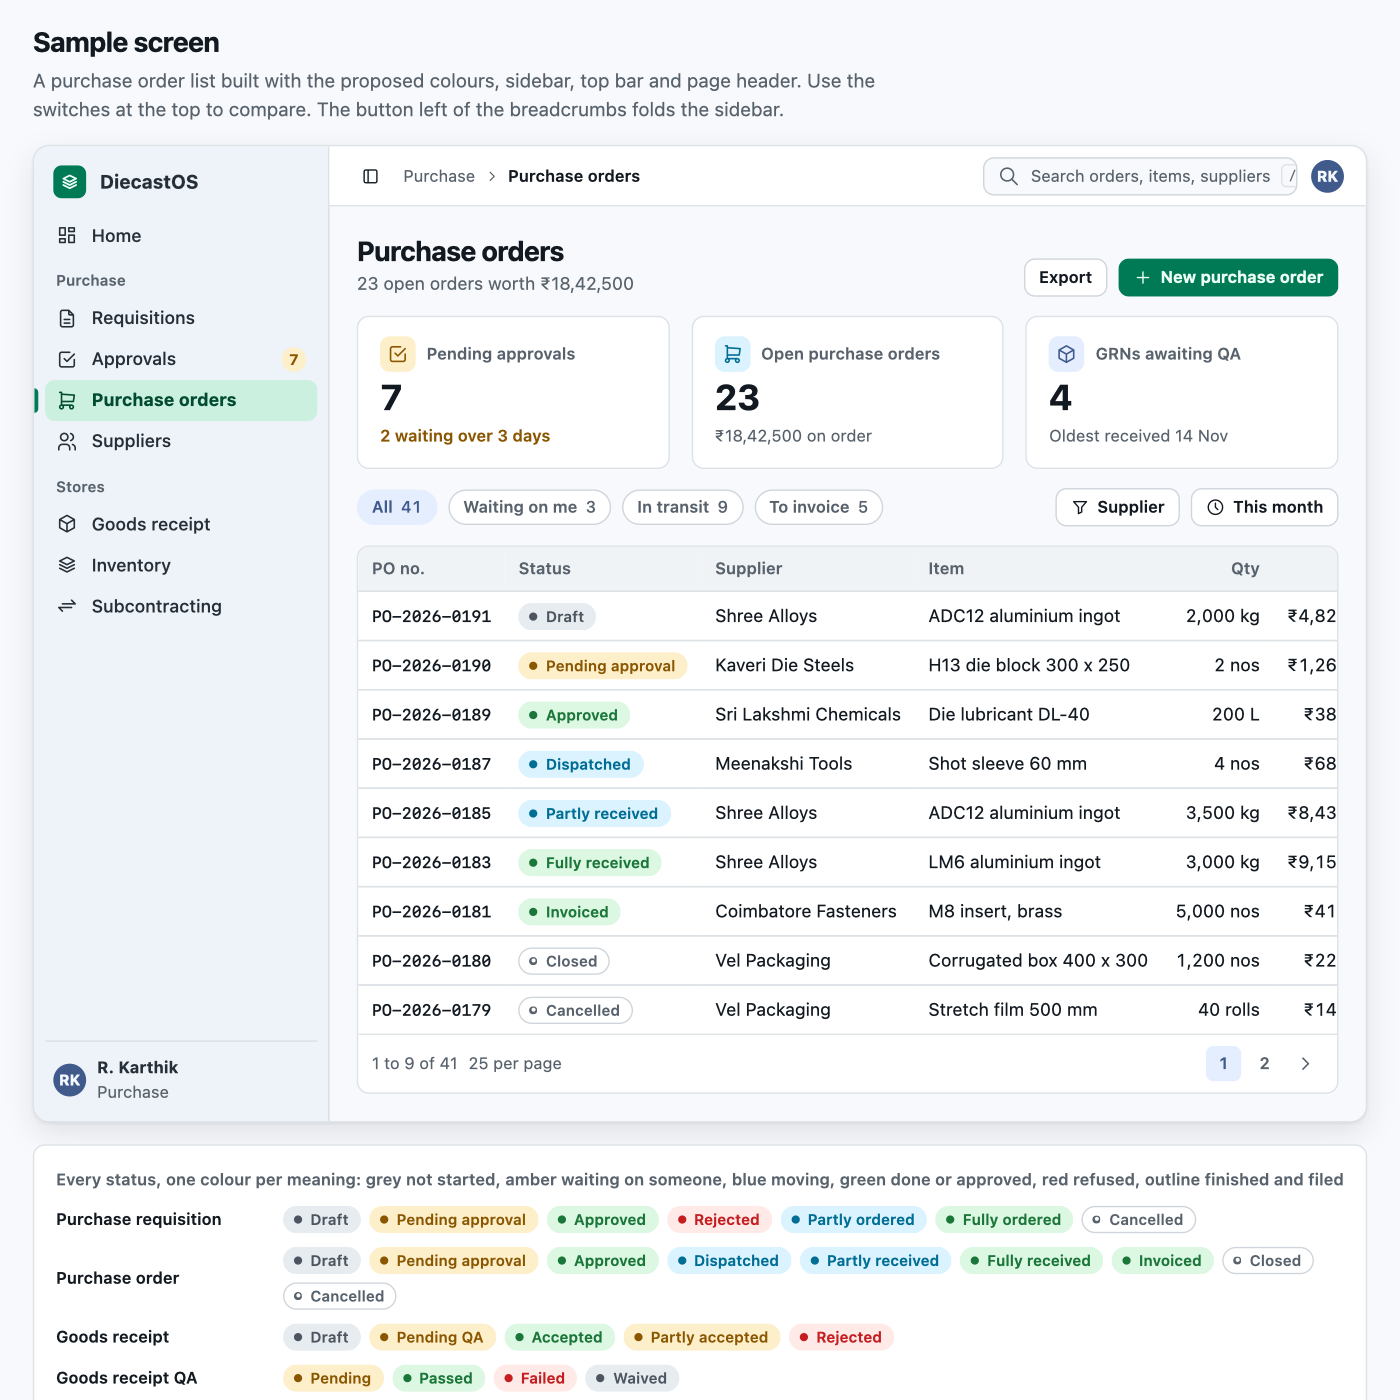 Sample screen
A purchase order list built with the proposed colours, sidebar, top bar and page header. Use the
switches at the top to compare. The button left of the breadcrumbs folds the sidebar.
DiecastOS
Home
Purchase
Requisitions
Approvals 7
Purchase orders
Suppliers
Stores
Goods receipt
Inventory
Subcontracting
RK R. Karthik
Purchase
Purchase > Purchase orders
Search orders, items, suppliers /
RK
Purchase orders
23 open orders worth ₹18,42,500
Export + New purchase order
Pending approvals
7
2 waiting over 3 days
Open purchase orders
23
₹18,42,500 on order
GRNs awaiting QA
4
Oldest received 14 Nov
All 41 Waiting on me 3 In transit 9 To invoice 5 Supplier This month
PO no. Status Supplier Item Qty
PO-2026-0191 Draft Shree Alloys ADC12 aluminium ingot 2,000 kg ₹4,82
PO-2026-0190 Pending approval Kaveri Die Steels H13 die block 300 x 250 2 nos ₹1,26
PO-2026-0189 Approved Sri Lakshmi Chemicals Die lubricant DL-40 200 L ₹38
PO-2026-0187 Dispatched Meenakshi Tools Shot sleeve 60 mm 4 nos ₹68
PO-2026-0185 Partly received Shree Alloys ADC12 aluminium ingot 3,500 kg ₹8,43
PO-2026-0183 Fully received Shree Alloys LM6 aluminium ingot 3,000 kg ₹9,15
PO-2026-0181 Invoiced Coimbatore Fasteners M8 insert, brass 5,000 nos ₹41
PO-2026-0180 Closed Vel Packaging Corrugated box 400 x 300 1,200 nos ₹22
PO-2026-0179 Cancelled Vel Packaging Stretch film 500 mm 40 rolls ₹14
1 to 9 of 41 25 per page 1 2 >
Every status, one colour per meaning: grey not started, amber waiting on someone, blue moving, green done or approved, red refused, outline finished and filed
Purchase requisition Draft Pending approval Approved Rejected Partly ordered Fully ordered Cancelled
Purchase order Draft Pending approval Approved Dispatched Partly received Fully received Invoiced Closed
Cancelled
Goods receipt Draft Pending QA Accepted Partly accepted Rejected
Goods receipt QA Pending Passed Failed Waived